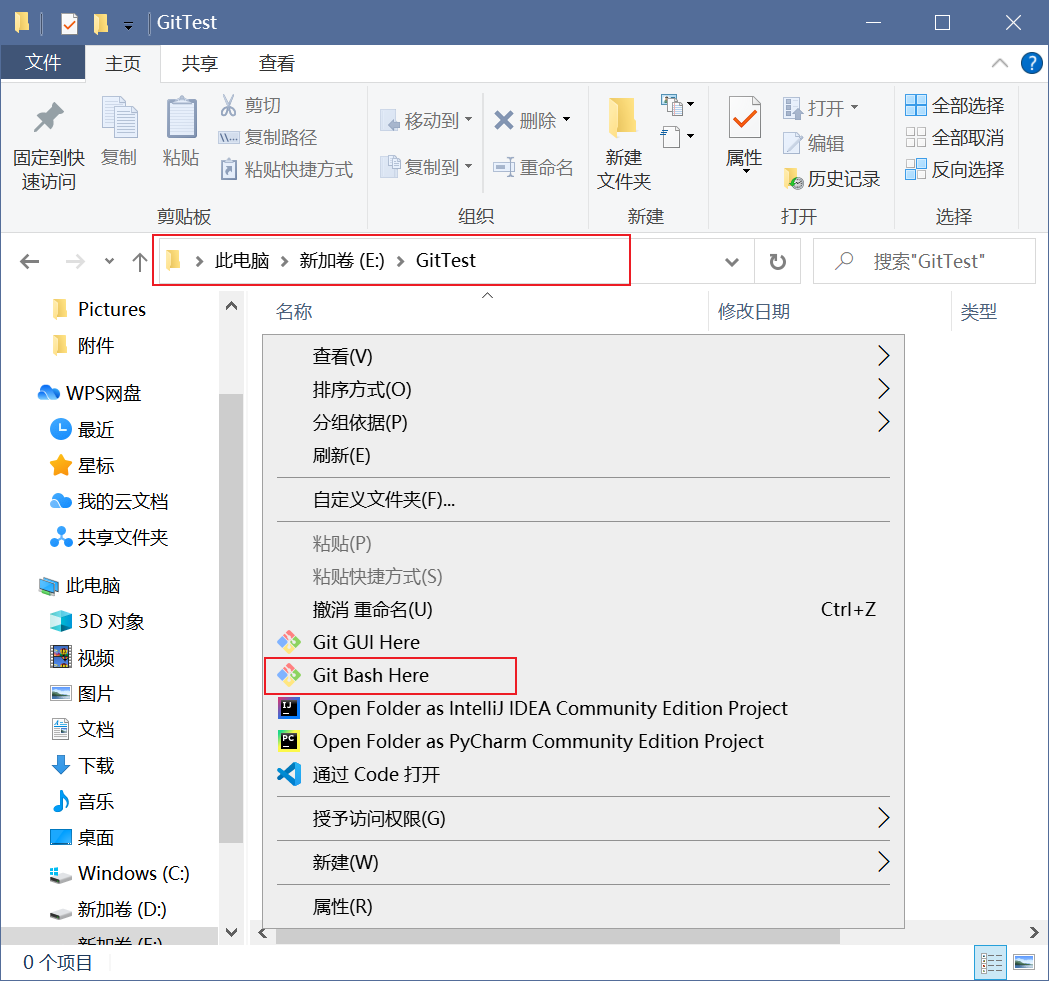 GitTest
文件 主页 共享 查看
固定到快
速访问
复制
粘贴
剪切
复制路径
粘贴快捷方式
剪贴板
移动到
复制到
删除
重命名
组织
新建
文件夹
新建
属性
打开
编辑
历史记录
打开
全部选择
全部取消
反向选择
选择
此电脑 新加卷 (E:) GitTest
搜索"GitTest"
Pictures
附件
WPS网盘
最近
星标
我的云文档
共享文件夹
此电脑
3D 对象
视频
图片
文档
下载
音乐
桌面
Windows (C:)
新加卷 (D:)
新加卷 (E:)
名称 修改日期 类型
查看(V)
排序方式(O)
分组依据(P)
刷新(E)
自定义文件夹(F)...
粘贴(P)
粘贴快捷方式(S)
撤消 重命名(U) Ctrl+Z
Git GUI Here
Git Bash Here
Open Folder as IntelliJ IDEA Community Edition Project
Open Folder as PyCharm Community Edition Project
通过 Code 打开
授予访问权限(G)
新建(W)
属性(R)
0 个项目